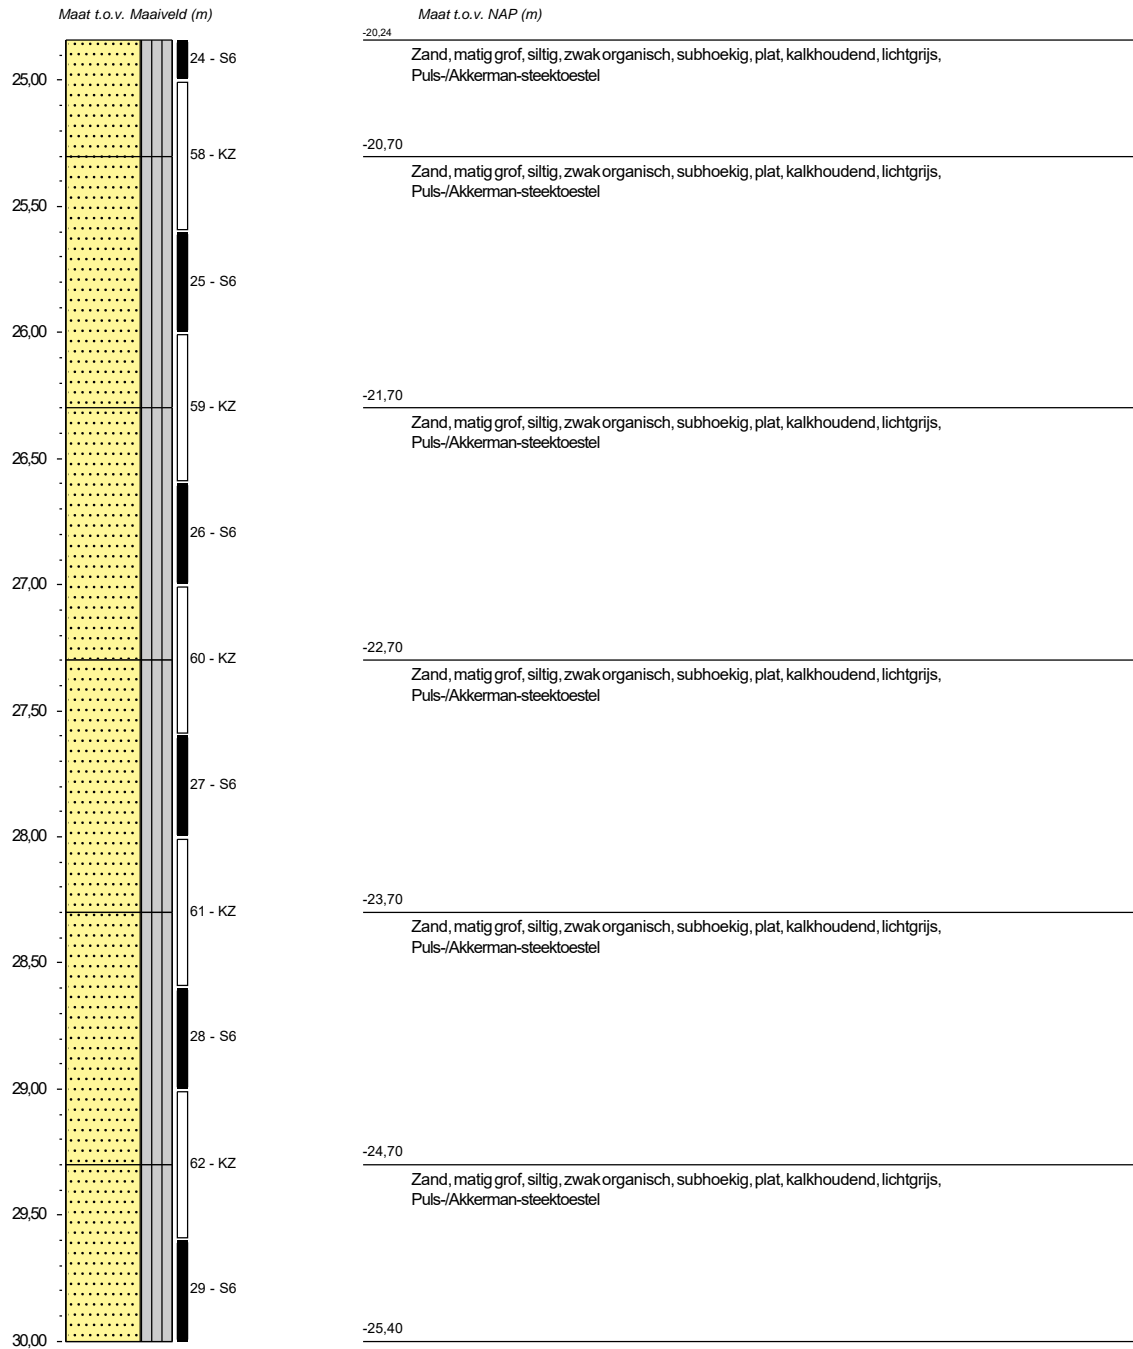 Maat t.o.v. Maaiveld (m)
Maat t.o.v. NAP (m)
-20,24
24 - S6
Zand, matig grof, siltig, zwak organisch, subhoekig, plat, kalkhoudend, lichtgrijs,
Puls-/Akkerman-steektoestel
25,00
-20,70
58 - KZ
Zand, matig grof, siltig, zwak organisch, subhoekig, plat, kalkhoudend, lichtgrijs,
Puls-/Akkerman-steektoestel
25,50
25 - S6
26,00
-21,70
59 - KZ
Zand, matig grof, siltig, zwak organisch, subhoekig, plat, kalkhoudend, lichtgrijs,
Puls-/Akkerman-steektoestel
26,50
26 - S6
27,00
-22,70
60 - KZ
Zand, matig grof, siltig, zwak organisch, subhoekig, plat, kalkhoudend, lichtgrijs,
Puls-/Akkerman-steektoestel
27,50
27 - S6
28,00
-23,70
61 - KZ
Zand, matig grof, siltig, zwak organisch, subhoekig, plat, kalkhoudend, lichtgrijs,
Puls-/Akkerman-steektoestel
28,50
28 - S6
29,00
-24,70
62 - KZ
Zand, matig grof, siltig, zwak organisch, subhoekig, plat, kalkhoudend, lichtgrijs,
Puls-/Akkerman-steektoestel
29,50
29 - S6
-25,40
30,00